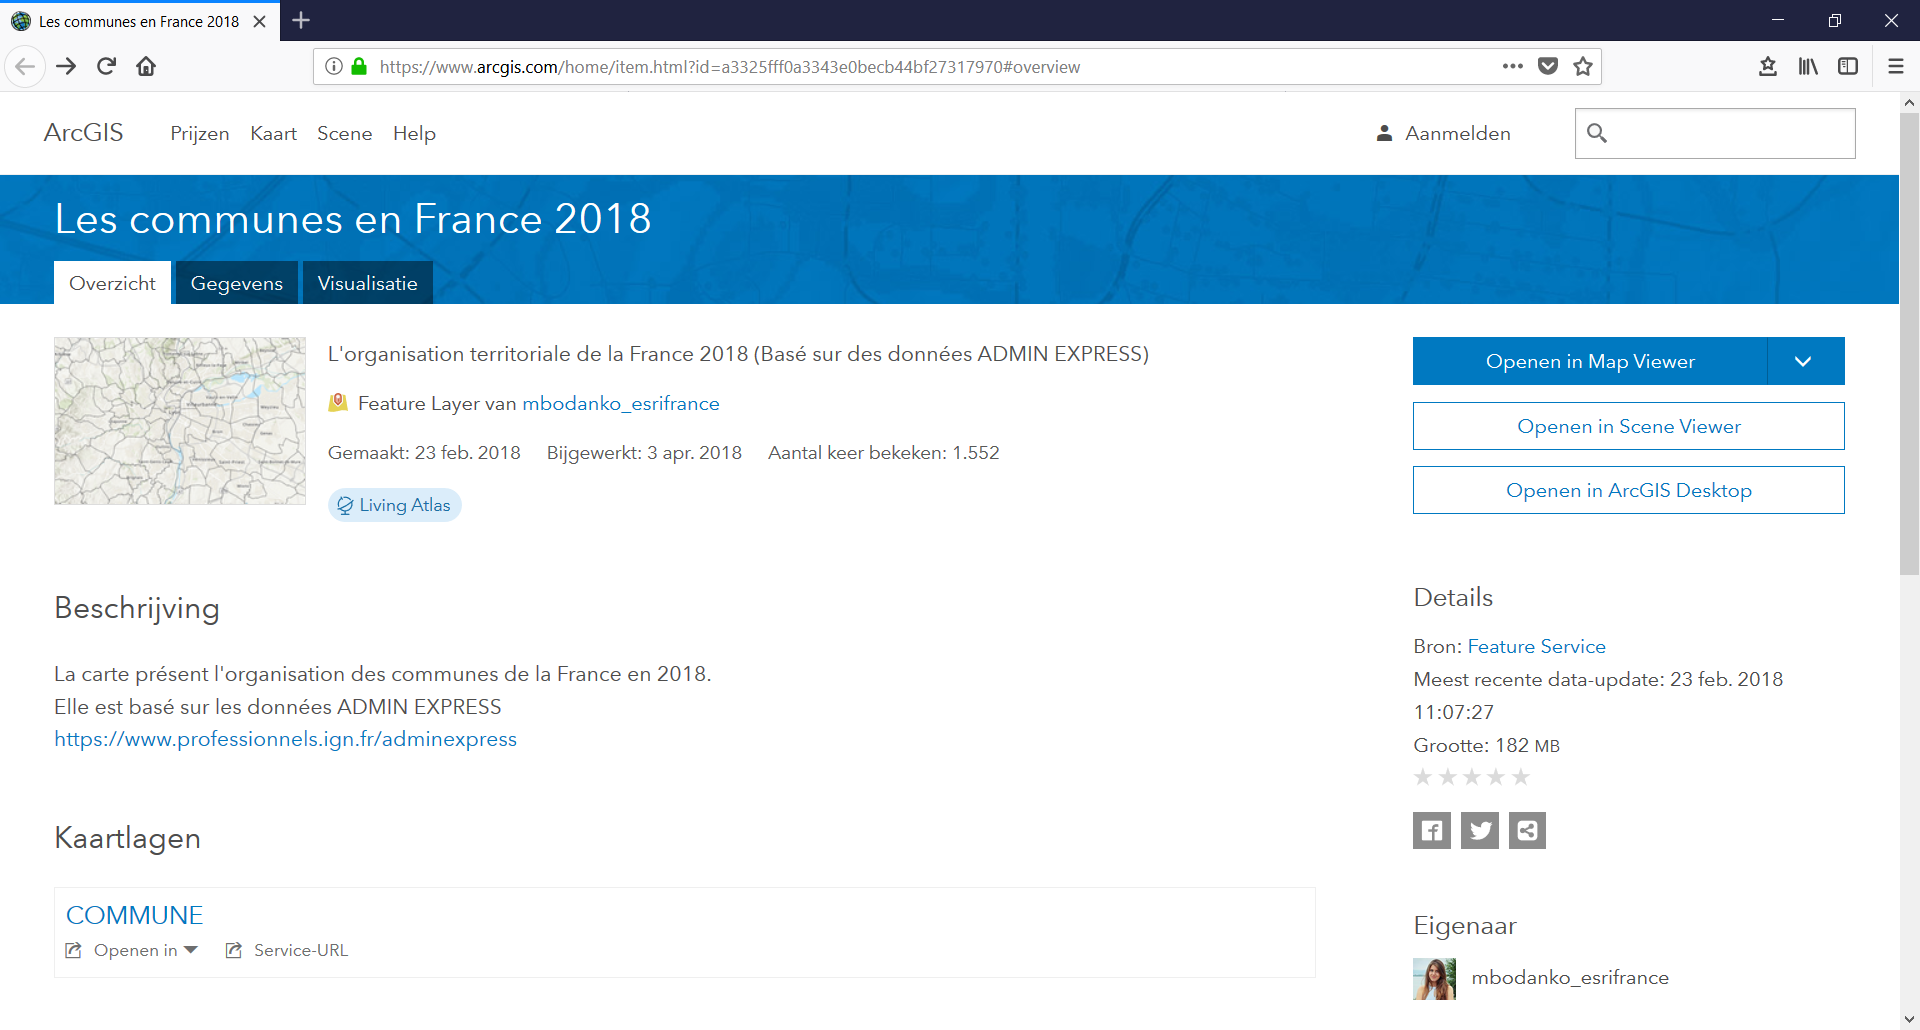 Les communes en France 2018
https://www.arcgis.com/home/item.html?id=a3325fff0a3343e0becb44bf27317970#overview
ArcGIS Prijzen Kaart Scene Help Aanmelden
Les communes en France 2018
Overzicht Gegevens Visualisatie
L'organisation territoriale de la France 2018 (Basé sur des données ADMIN EXPRESS)
Feature Layer van mbodanko_esrifrance
Gemaakt: 23 feb. 2018 Bijgewerkt: 3 apr. 2018 Aantal keer bekeken: 1.552
Living Atlas
Openen in Map Viewer
Openen in Scene Viewer
Openen in ArcGIS Desktop
Beschrijving
La carte présent l'organisation des communes de la France en 2018.
Elle est basé sur les données ADMIN EXPRESS
https://www.professionnels.ign.fr/adminexpress
Kaartlagen
COMMUNE
Openen in Service-URL
Details
Bron: Feature Service
Meest recente data-update: 23 feb. 2018
11:07:27
Grootte: 182 MB
Eigenaar
mbodanko_esrifrance